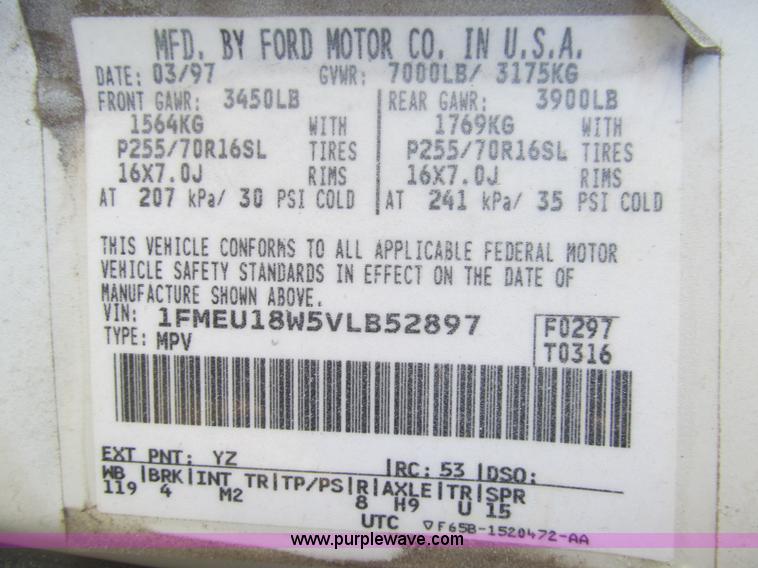 MFD. BY FORD MOTOR CO. IN U.S.A.
DATE: 03/97 GVWR: 7000LB/ 3175KG
FRONT GAWR: 3450LB REAR GAWR: 3900LB
1564KG WITH 1769KG WITH
P255/70R16SL TIRES P255/70R16SL TIRES
16X7.0J RIMS 16X7.0J RIMS
AT 207 kPa/ 30 PSI COLD AT 241 kPa/ 35 PSI COLD
THIS VEHICLE CONFORMS TO ALL APPLICABLE FEDERAL MOTOR
VEHICLE SAFETY STANDARDS IN EFFECT ON THE DATE OF
MANUFACTURE SHOWN ABOVE.
VIN: 1FMEU18W5VLB52897 F0297
TYPE: MPV T0316
EXT PNT: YZ RC: 53 DSO:
WB BRK INT TR TP/PS R AXLE TR SPR
119 4 M2 8 H9 U 15
UTC ▽F65B-1520472-AA
www.purplewave.com